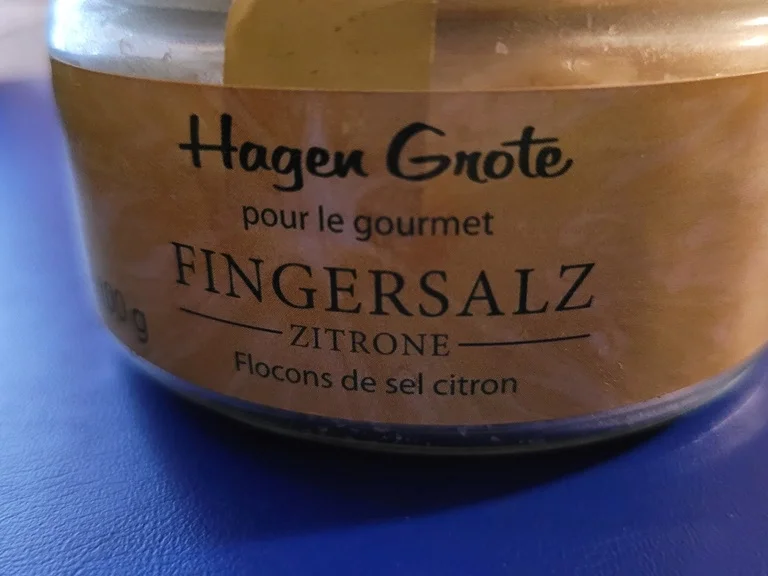 Hagen Grote
pour le gourmet
FINGERSALZ
ZITRONE
Flocons de sel citron
g